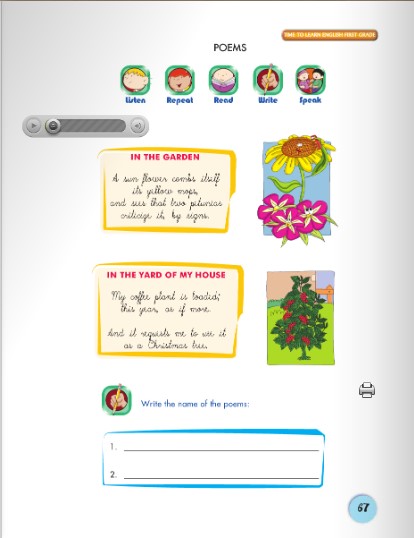 TIME TO LEARN ENGLISH FIRST GRADE
POEMS
Listen Repeat Read Write Speak
IN THE GARDEN
A sun flower combs itself
its yellow mops,
and sees that two petunias
criticize it, by signs.
IN THE YARD OF MY HOUSE
My coffee plant is loaded;
this year, as if more.
And it requests me to use it
as a Christmas tree.
Write the name of the poems:
1.
2.
67